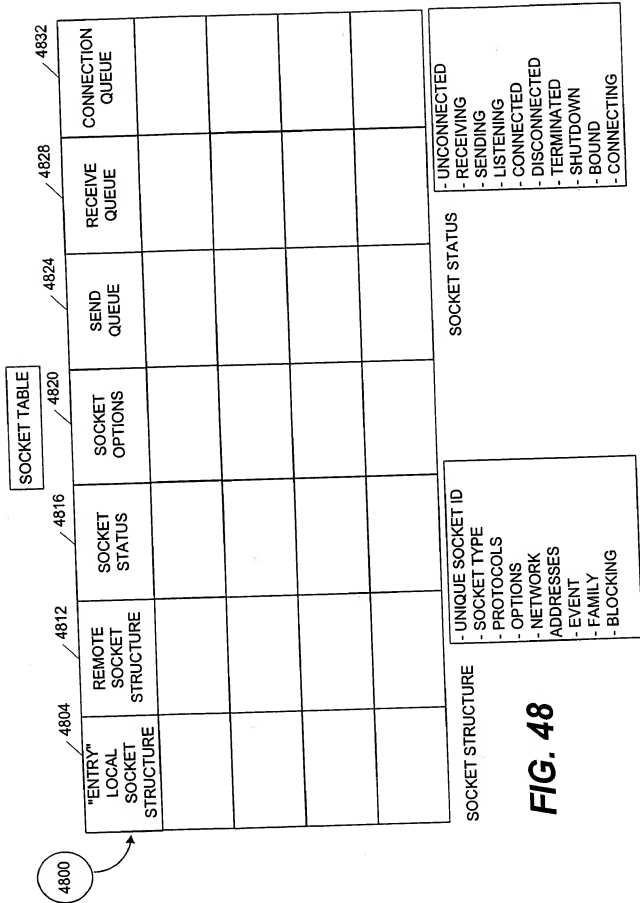 SOCKET TABLE
4800
4804
4812
4816
4820
4824
4828
4832
"ENTRY"
LOCAL
SOCKET
STRUCTURE
REMOTE
SOCKET
STRUCTURE
SOCKET
STATUS
SOCKET
OPTIONS
SEND
QUEUE
RECEIVE
QUEUE
CONNECTION
QUEUE
SOCKET STRUCTURE
- UNIQUE SOCKET ID
- SOCKET TYPE
- PROTOCOLS
- OPTIONS
- NETWORK
ADDRESSES
- EVENT
- FAMILY
- BLOCKING
SOCKET STATUS
- UNCONNECTED
- RECEIVING
- SENDING
- LISTENING
- CONNECTED
- DISCONNECTED
- TERMINATED
- SHUTDOWN
- BOUND
- CONNECTING
FIG. 48